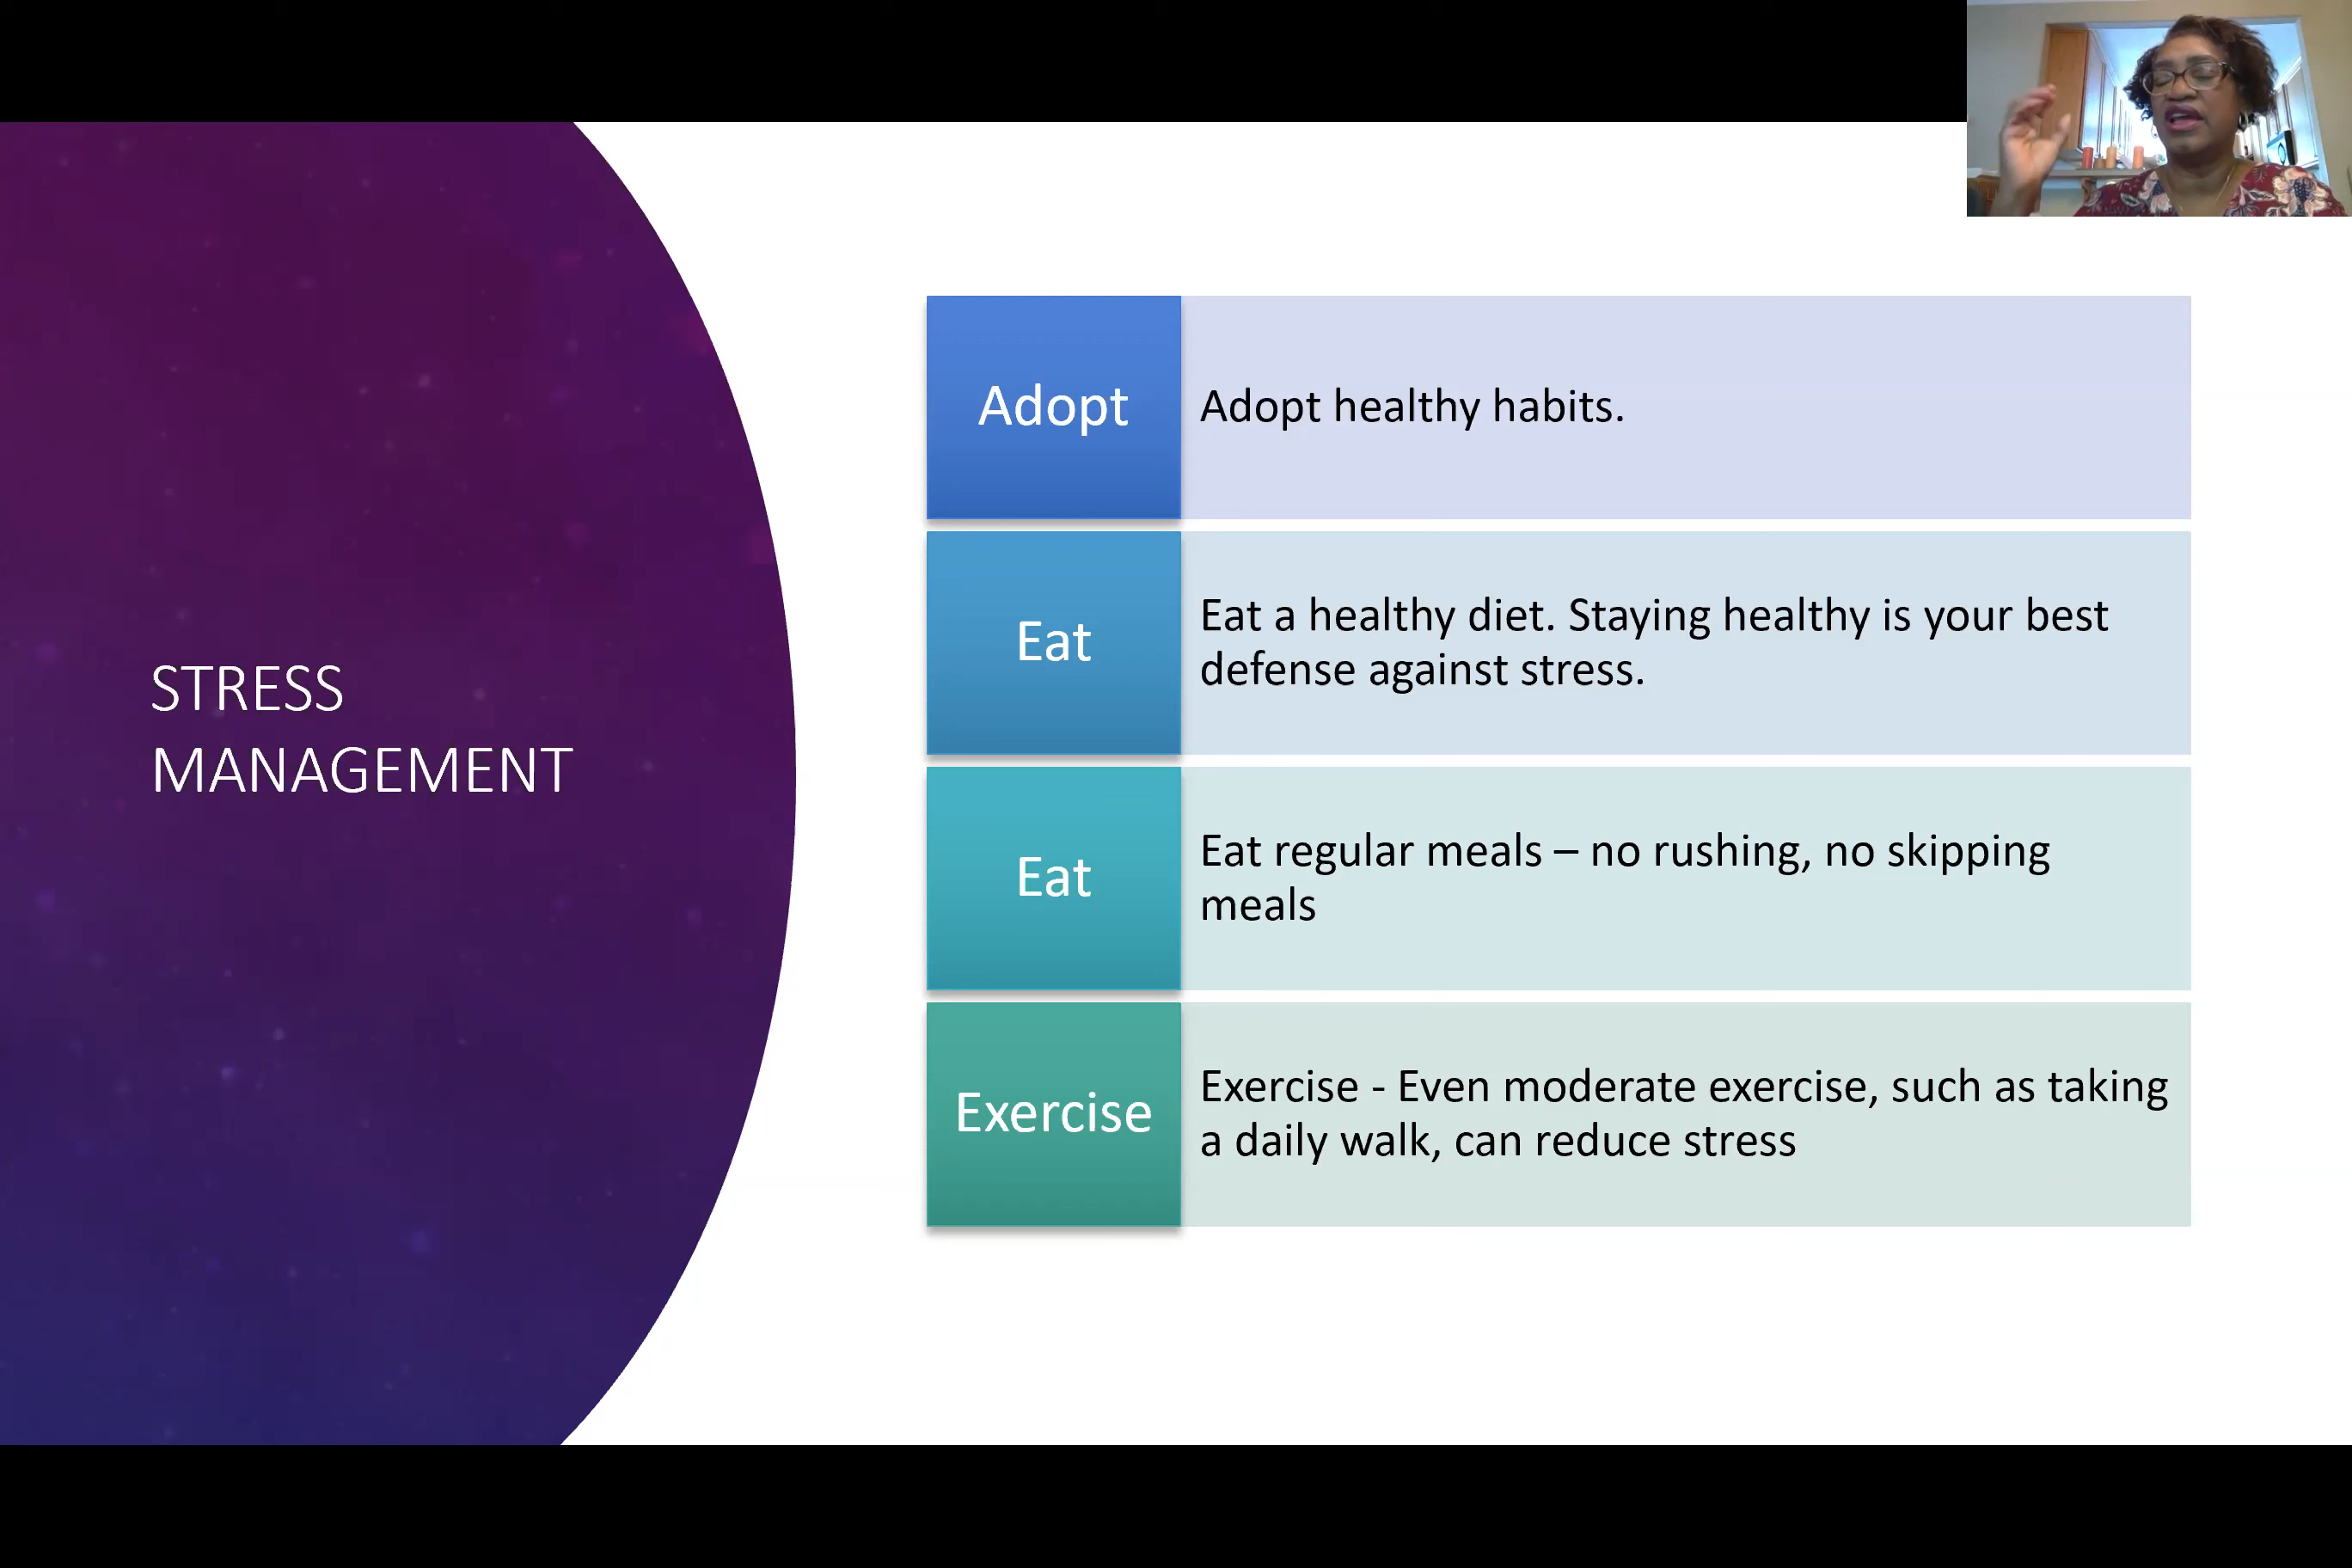 STRESS
MANAGEMENT
Adopt
Adopt healthy habits.
Eat
Eat a healthy diet. Staying healthy is your best
defense against stress.
Eat
Eat regular meals – no rushing, no skipping
meals
Exercise
Exercise - Even moderate exercise, such as taking
a daily walk, can reduce stress